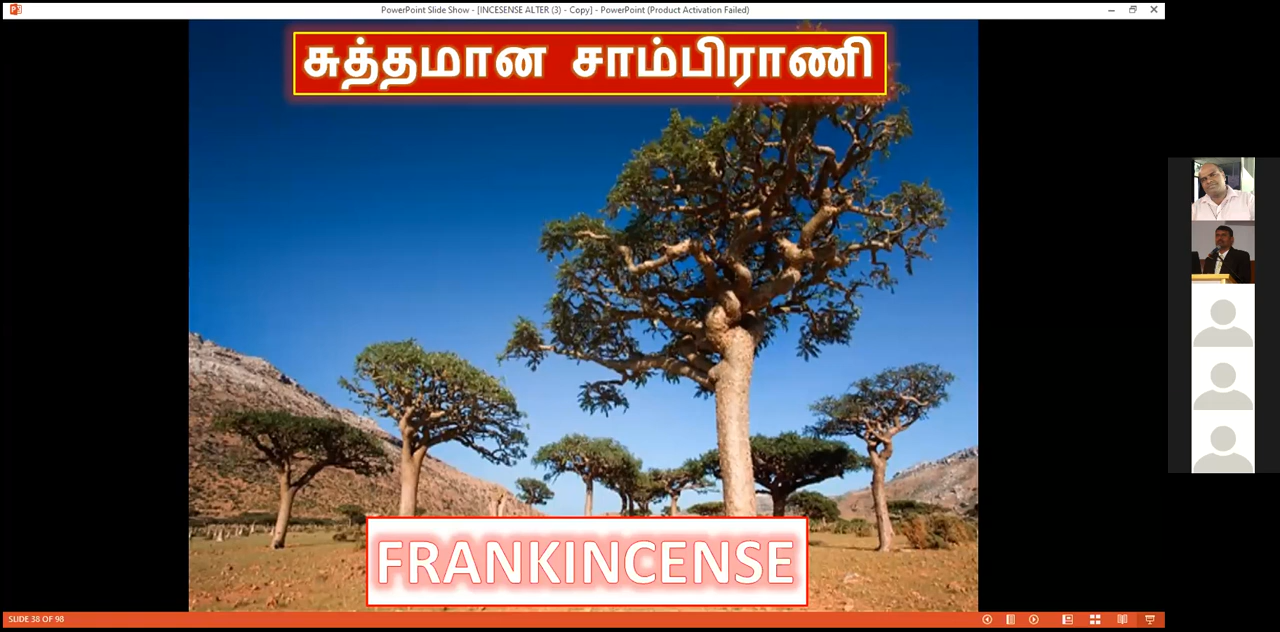 PowerPoint Slide Show - [INCESENSE ALTER (3) - Copy] - PowerPoint (Product Activation Failed)
சுத்தமான சாம்பிராணி
FRANKINCENSE
SLIDE 38 OF 98